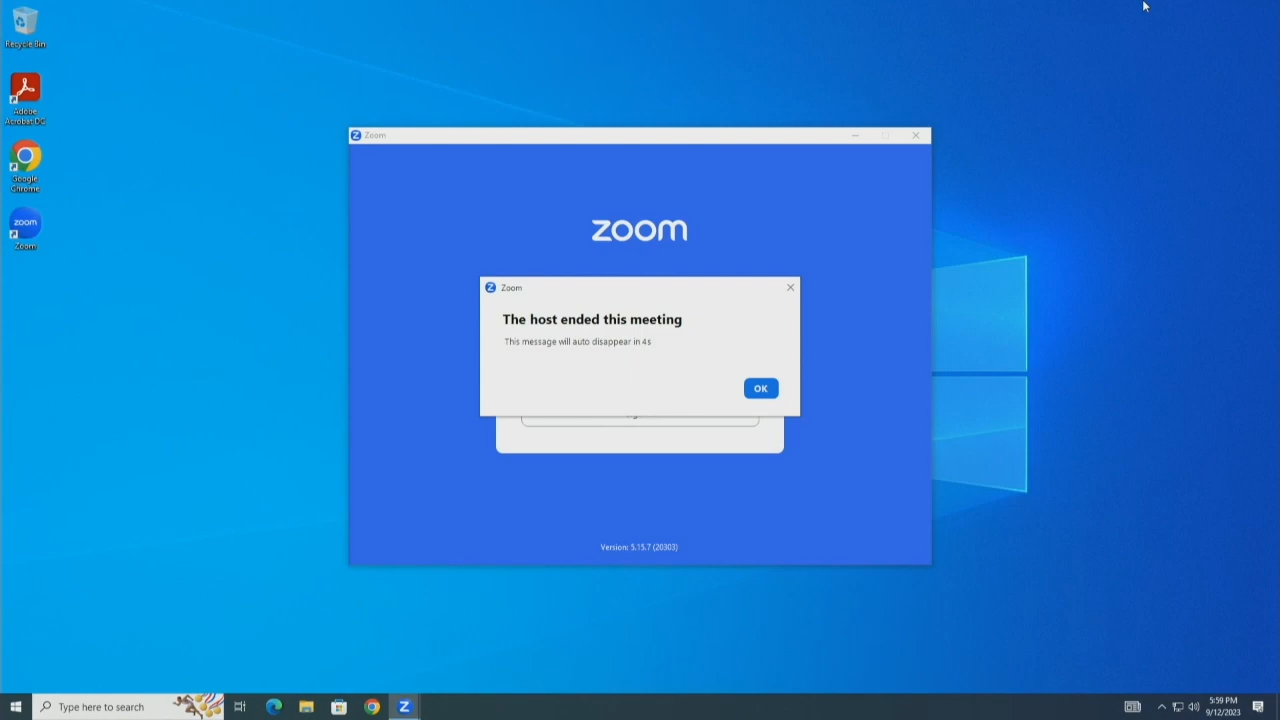 Recycle Bin
Adobe
Acrobat DC
Google
Chrome
zoom
Zoom
Zoom
zoom
Zoom
The host ended this meeting
This message will auto disappear in 4s
OK
Version: 5.15.7 (20303)
Type here to search
5:59 PM
9/12/2023